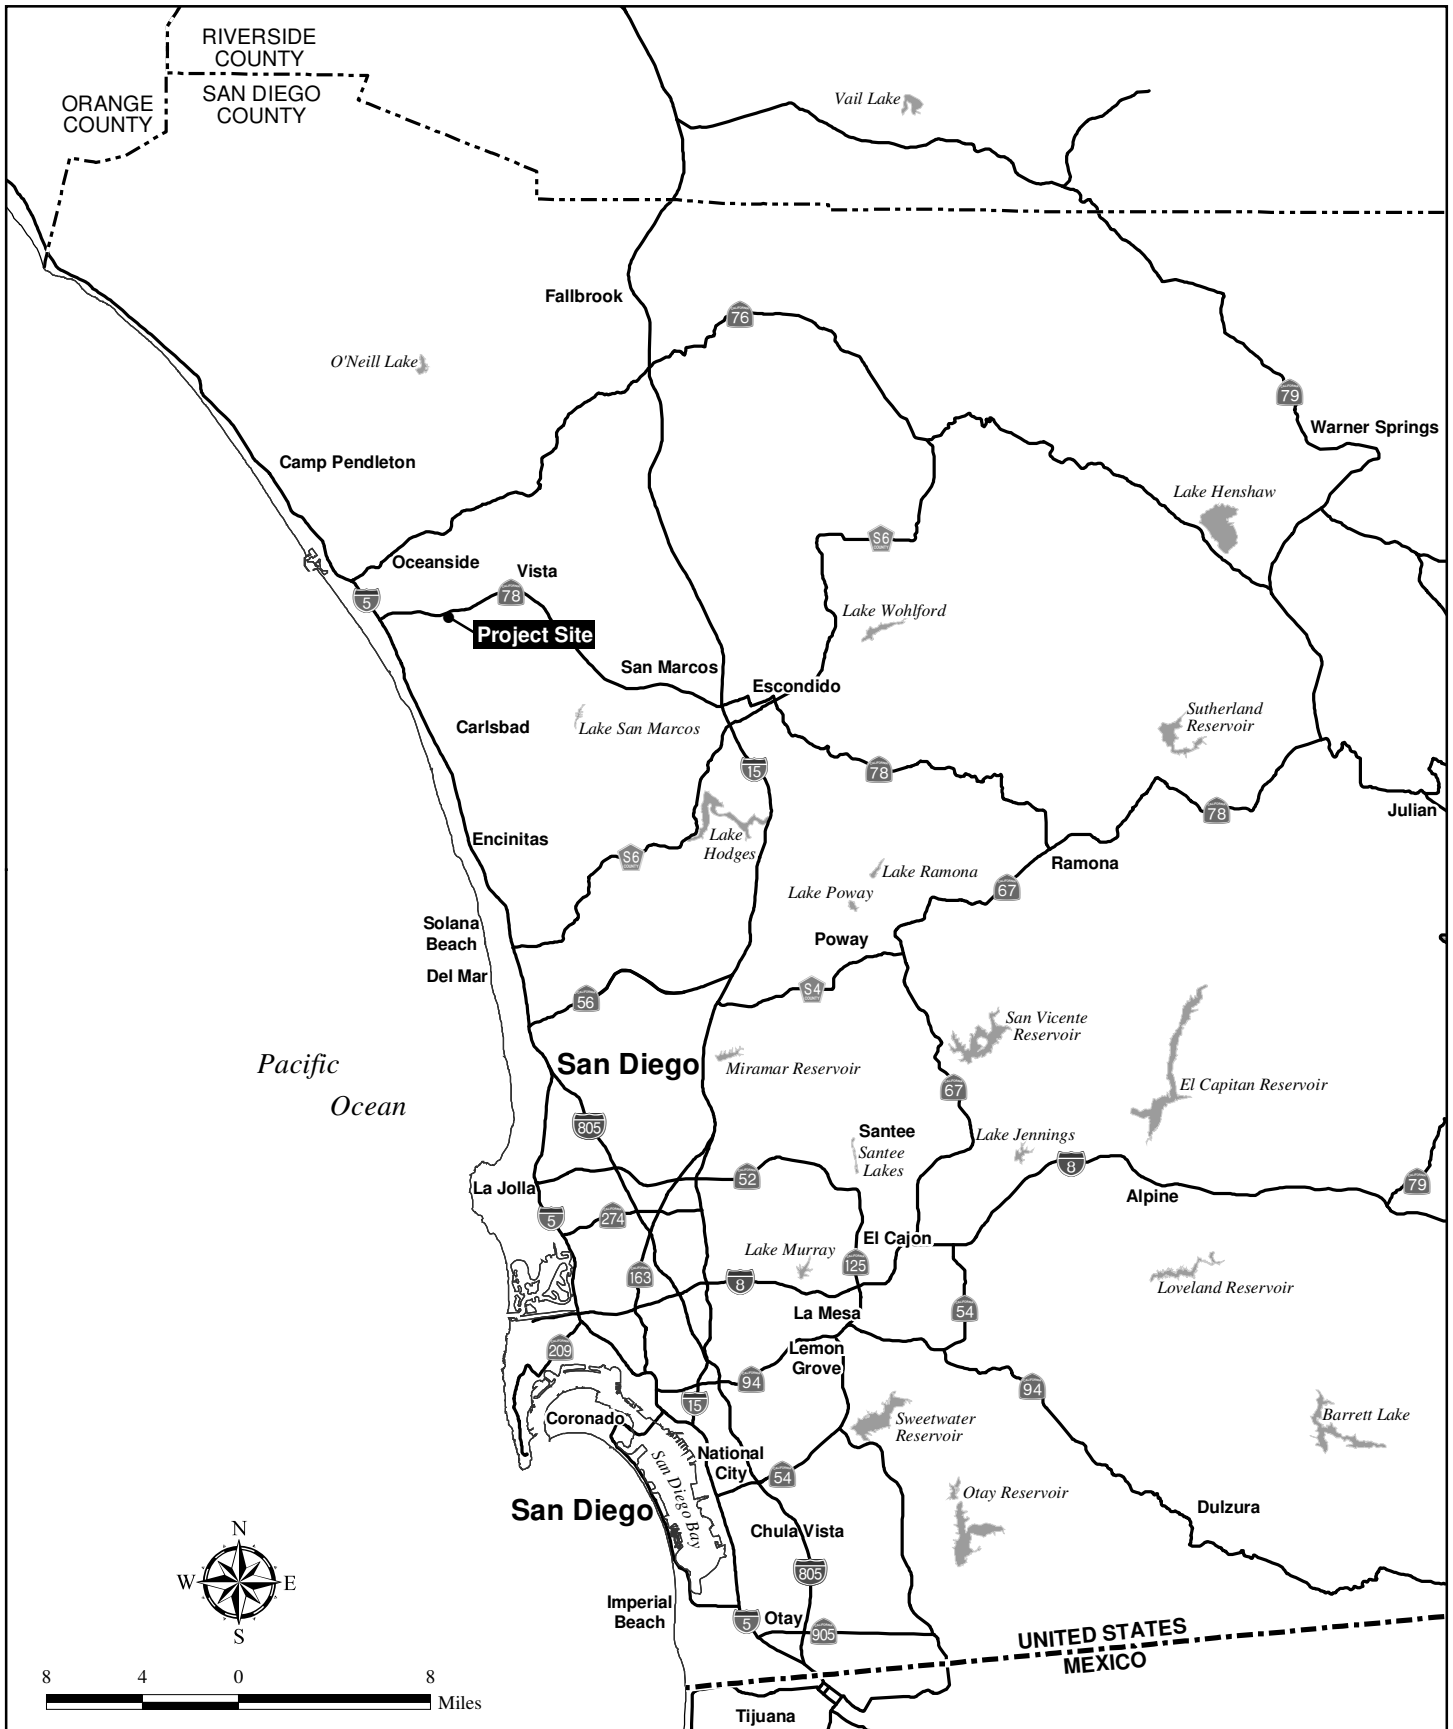 RIVERSIDE
COUNTY
ORANGE
COUNTY
SAN DIEGO
COUNTY
Vail Lake
Fallbrook
76
O'Neill Lake
79
Warner Springs
Camp Pendleton
Lake Henshaw
S6
COUNTY
Oceanside
Vista
78
5
Project Site
Lake Wohlford
San Marcos
Escondido
Carlsbad
Lake San Marcos
Sutherland
Reservoir
15
78
78
Julian
Encinitas
Lake
Hodges
S6
COUNTY
Ramona
Lake Ramona
67
Lake Poway
Solana
Beach
Poway
Del Mar
56
S4
COUNTY
San Vicente
Reservoir
San Diego
Miramar Reservoir
Pacific
Ocean
67
El Capitan Reservoir
805
Santee
Santee
Lakes
Lake Jennings
8
La Jolla
52
Alpine
79
5
274
El Cajon
Lake Murray
125
163
8
Loveland Reservoir
La Mesa
54
209
Lemon
Grove
94
94
15
Coronado
Sweetwater
Reservoir
Barrett Lake
National
City
54
San Diego Bay
San Diego
Otay Reservoir
Dulzura
Chula Vista
805
Imperial
Beach
5
Otay
905
UNITED STATES
MEXICO
Tijuana
N
W
E
S
8 4 0 8
Miles